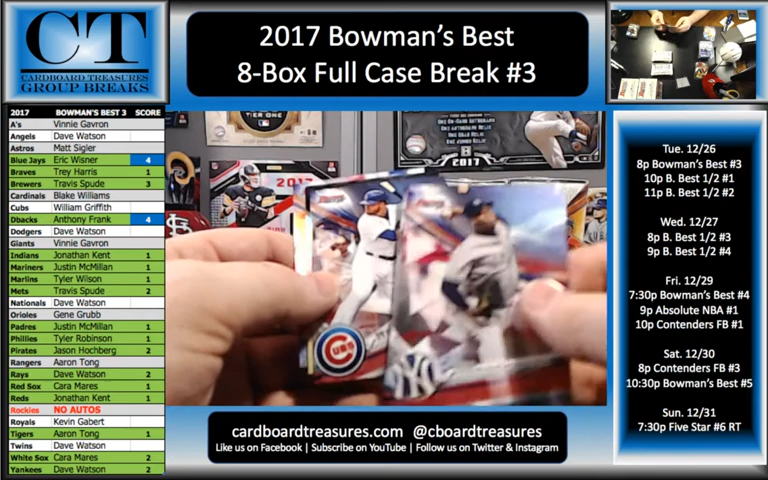 CT
CARDBOARD TREASURES
GROUP BREAKS
2017 Bowman's Best
8-Box Full Case Break #3
2017 BOWMAN'S BEST 3 SCORE
A's Vinnie Gavron
Angels Dave Watson
Astros Matt Sigler
Blue Jays Eric Wisner 4
Braves Trey Harris 1
Brewers Travis Spude 3
Cardinals Blake Williams
Cubs William Griffith
Dbacks Anthony Frank 4
Dodgers Dave Watson
Giants Vinnie Gavron
Indians Jonathan Kent 1
Mariners Justin McMillan 1
Marlins Tyler Wilson 1
Mets Travis Spude 2
Nationals Dave Watson
Orioles Gene Grubb
Padres Justin McMillan 1
Phillies Tyler Robinson 1
Pirates Jason Hochberg 2
Rangers Aaron Tong
Rays Dave Watson 2
Red Sox Cara Mares 1
Reds Jonathan Kent 1
Rockies NO AUTOS
Royals Kevin Gabert
Tigers Aaron Tong 1
Twins Dave Watson
White Sox Cara Mares 2
Yankees Dave Watson 2
TIER ONE
2017
2017
CUBS
NY
cardboardtreasures.com @cboardtreasures
Like us on Facebook | Subscribe on YouTube | Follow us on Twitter & Instagram
Tue. 12/26
8p Bowman's Best #3
10p B. Best 1/2 #1
11p B. Best 1/2 #2
Wed. 12/27
8p B. Best 1/2 #3
9p B. Best 1/2 #4
Fri. 12/29
7:30p Bowman's Best #4
9p Absolute NBA #1
10p Contenders FB #1
Sat. 12/30
8p Contenders FB #3
10:30p Bowman's Best #5
Sun. 12/31
7:30p Five Star #6 RT